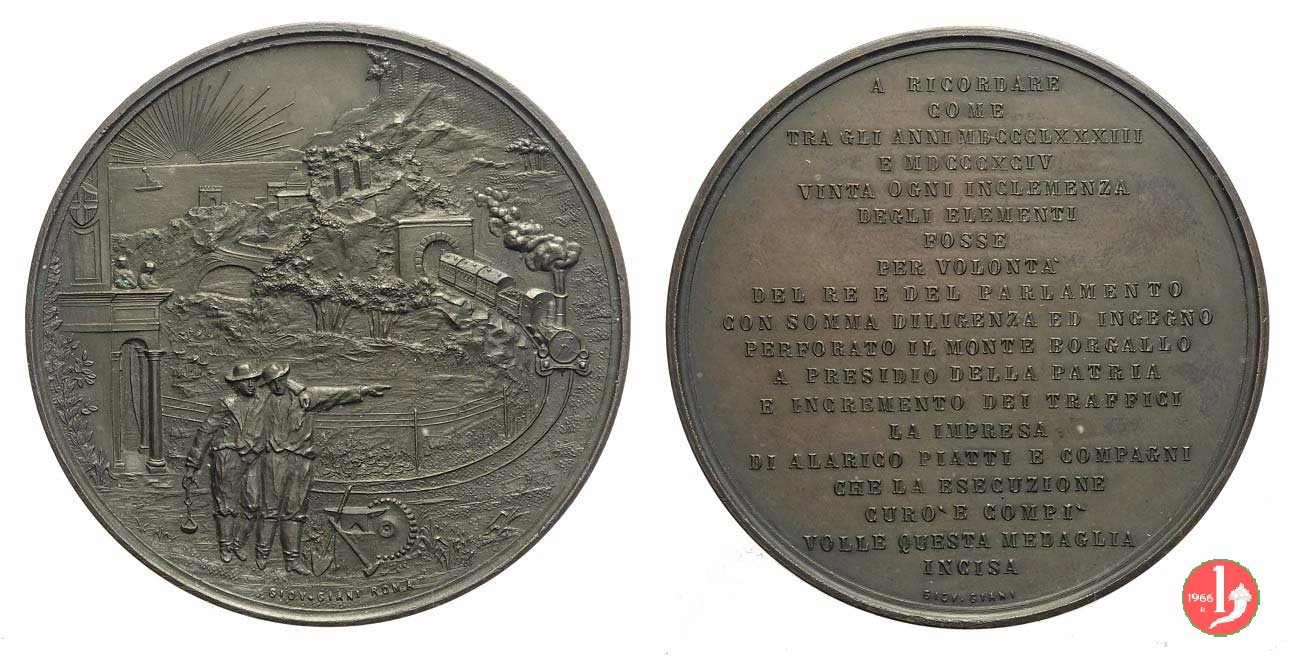 GIOV. GIANI ROMA
A RICORDARE
COME
TRA GLI ANNI MDCCCLXXXIII
E MDCCCXCIV
VINTA OGNI INCLEMENZA
DEGLI ELEMENTI
FOSSE
PER VOLONTA'
DEL RE E DEL PARLAMENTO
CON SOMMA DILIGENZA ED INGEGNO
PERFORATO IL MONTE BORGALLO
A PRESIDIO DELLA PATRIA
E INCREMENTO DEI TRAFFICI
LA IMPRESA
DI ALARICO PIATTI E COMPAGNI
CHE LA ESECUZIONE
CURO' E COMPI'
VOLLE QUESTA MEDAGLIA
INCISA
GIOV. GIANI
1966
R.